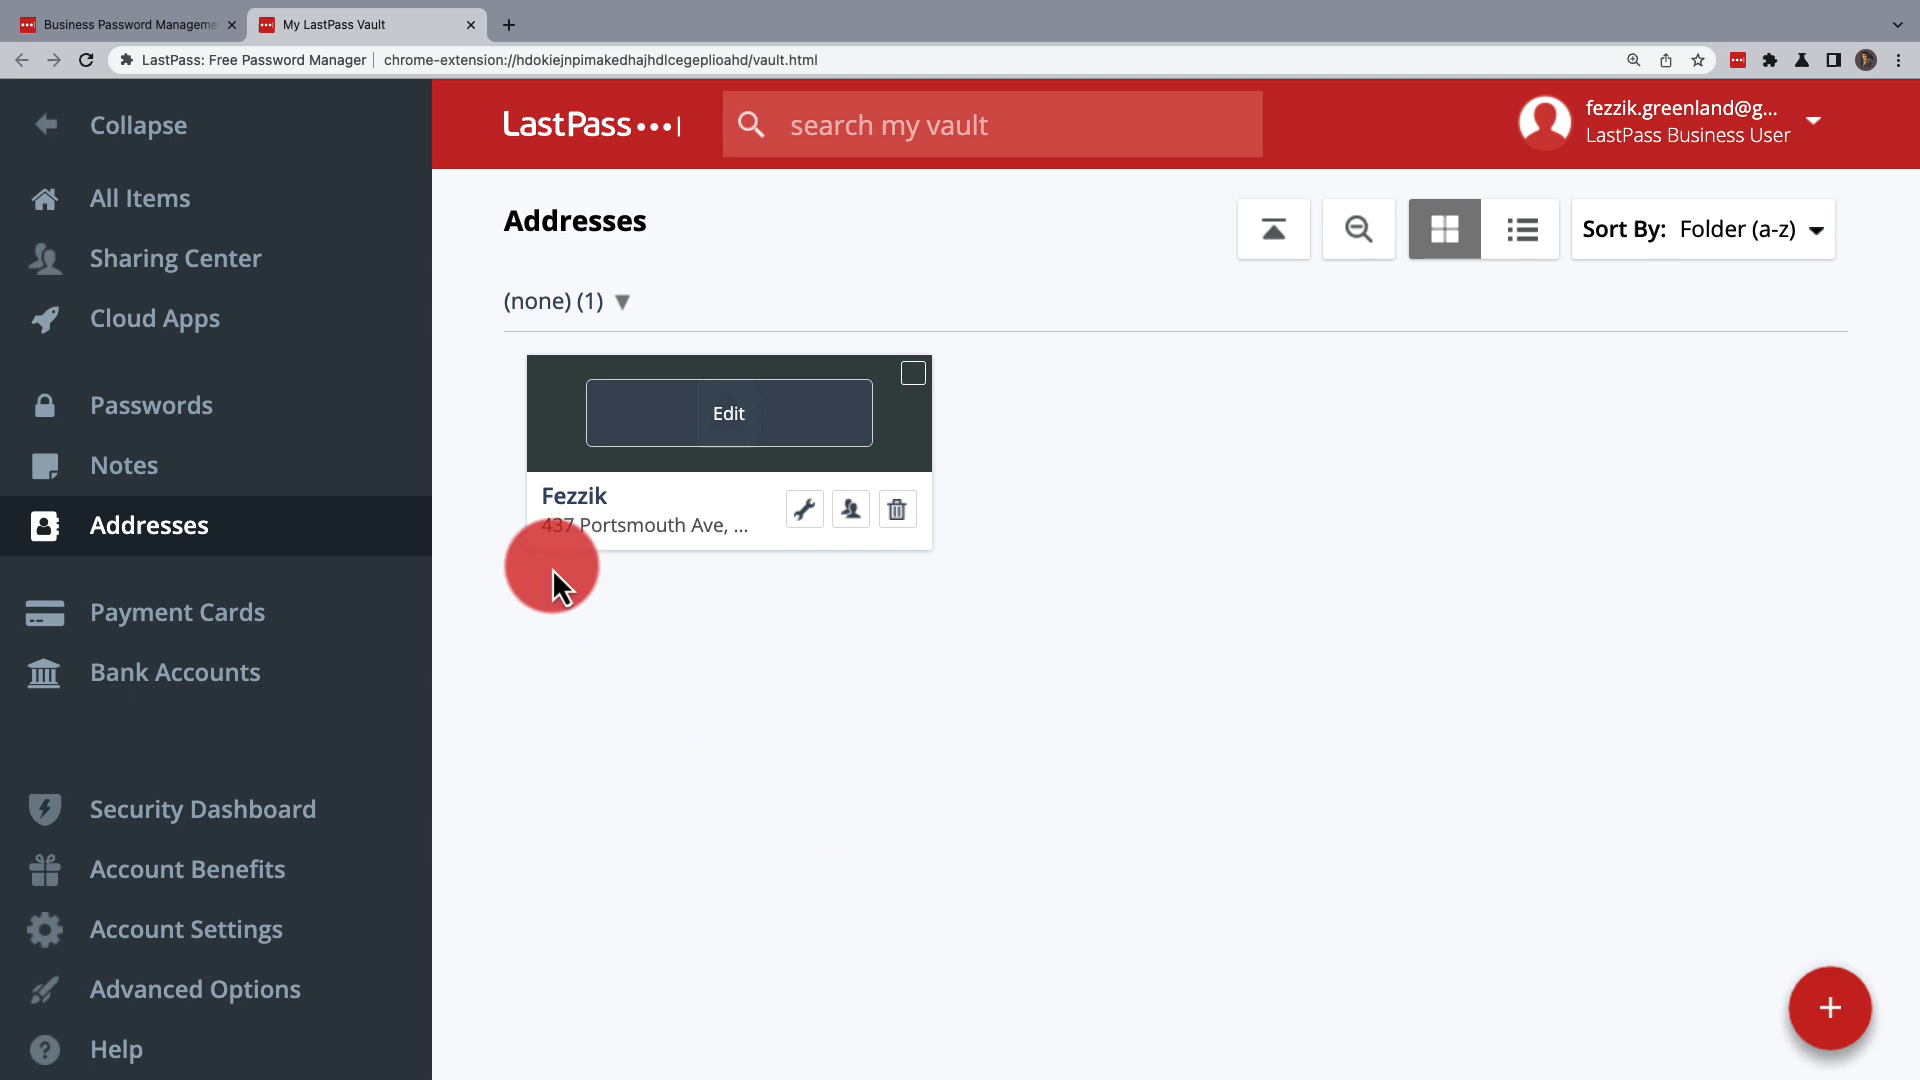 Business Password Manageme
My LastPass Vault
LastPass: Free Password Manager
chrome-extension://hdokiejnpimakedhajhdlcegeplioahd/vault.html
Collapse
All Items
Sharing Center
Cloud Apps
Passwords
Notes
Addresses
Payment Cards
Bank Accounts
Security Dashboard
Account Benefits
Account Settings
Advanced Options
Help
LastPass
search my vault
fezzik.greenland@g...
LastPass Business User
Addresses
Sort By: Folder (a-z)
(none) (1)
Edit
Fezzik
437 Portsmouth Ave, ...